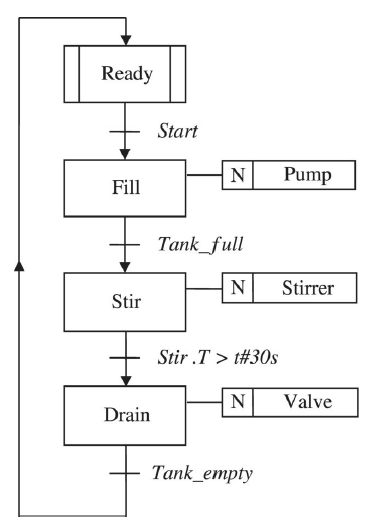 Ready
Start
Fill
N Pump
Tank_full
Stir
N Stirrer
Stir .T > t#30s
Drain
N Valve
Tank_empty